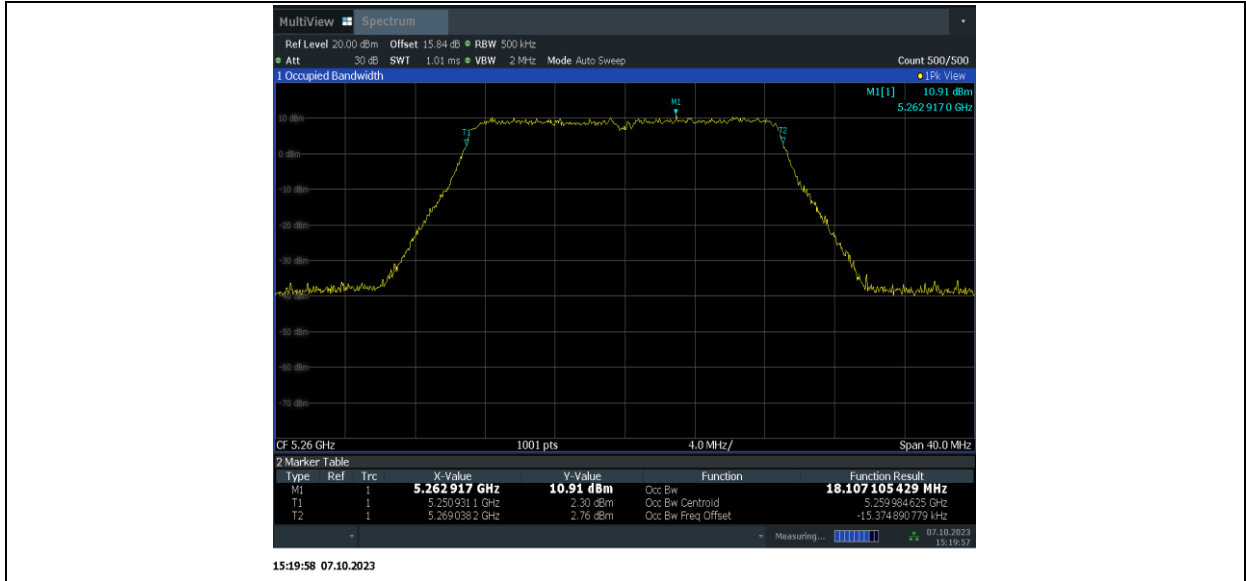 MultiView Spectrum
Ref Level 20.00 dBm Offset 15.84 dB RBW 500 kHz
Att 30 dB SWT 1.01 ms VBW 2 MHz Mode Auto Sweep Count 500/500
1 Occupied Bandwidth 1Pk View
M1[1] 10.91 dBm
5.262 917 0 GHz
M1
10 dBm
T1 T2
0 dBm
-10 dBm
-20 dBm
-30 dBm
-40 dBm
-50 dBm
-60 dBm
-70 dBm
CF 5.26 GHz 1001 pts 4.0 MHz/ Span 40.0 MHz
2 Marker Table
Type Ref Trc X-Value Y-Value Function Function Result
M1 1 5.262 917 GHz 10.91 dBm Occ Bw 18.107 105 429 MHz
T1 1 5.250 931 1 GHz 2.30 dBm Occ Bw Centroid 5.259 984 625 GHz
T2 1 5.269 038 2 GHz 2.76 dBm Occ Bw Freq Offset -15.374 890 779 kHz
Measuring... 07.10.2023
15:19:57
15:19:58 07.10.2023